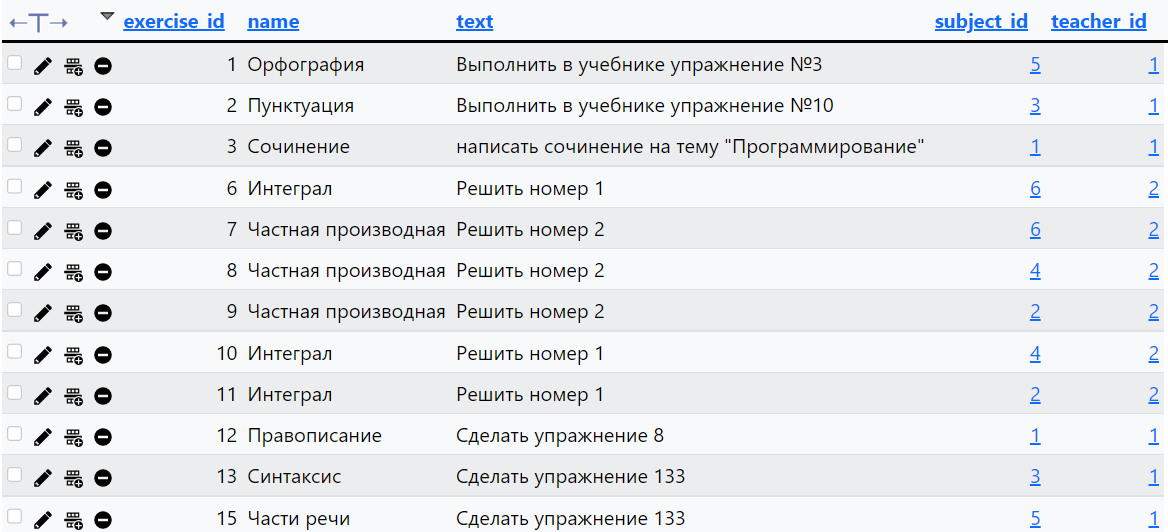 exercise_id name text subject_id teacher_id
1 Орфография Выполнить в учебнике упражнение №3 5 1
2 Пунктуация Выполнить в учебнике упражнение №10 3 1
3 Сочинение написать сочинение на тему "Программирование" 1 1
6 Интеграл Решить номер 1 6 2
7 Частная производная Решить номер 2 6 2
8 Частная производная Решить номер 2 4 2
9 Частная производная Решить номер 2 2 2
10 Интеграл Решить номер 1 4 2
11 Интеграл Решить номер 1 2 2
12 Правописание Сделать упражнение 8 1 1
13 Синтаксис Сделать упражнение 133 3 1
15 Части речи Сделать упражнение 133 5 1